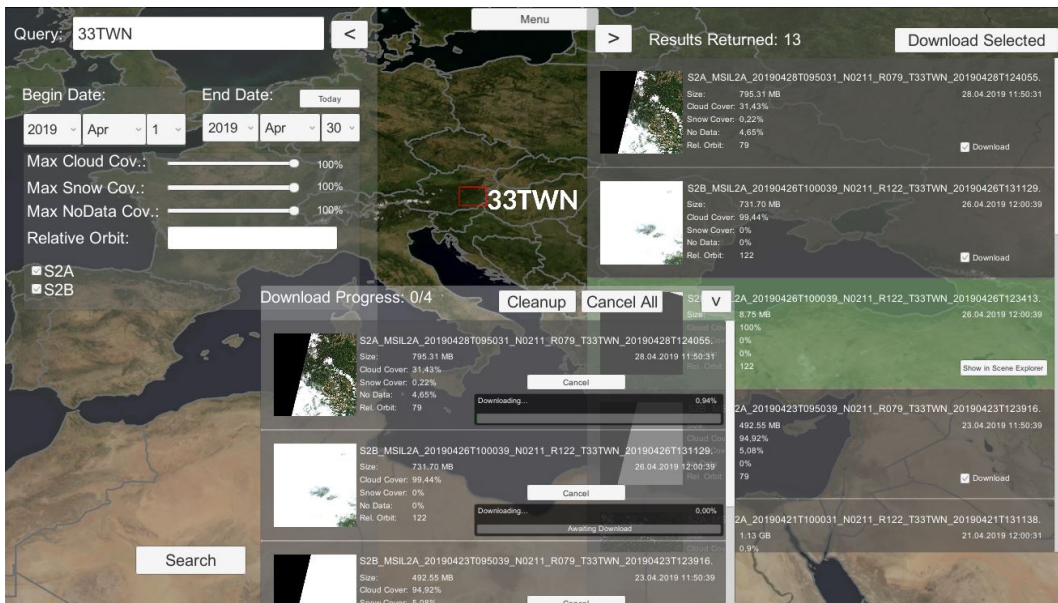 Menu
Query: 33TWN <
Begin Date: End Date: Today
2019 Apr 1 2019 Apr 30
Max Cloud Cov.: 100%
Max Snow Cov.: 100%
Max NoData Cov.: 100%
Relative Orbit:
S2A
S2B
Search
33TWN
> Results Returned: 13 Download Selected
S2A_MSIL2A_20190428T095031_N0211_R079_T33TWN_20190428T124055.
Size: 795.31 MB 28.04.2019 11:50:31
Cloud Cover: 31,43%
Snow Cover: 0,22%
No Data: 4,65%
Rel. Orbit: 79
Download
S2B_MSIL2A_20190426T100039_N0211_R122_T33TWN_20190426T131129.
Size: 731.70 MB 26.04.2019 12:00:39
Cloud Cover: 99,44%
Snow Cover: 0%
No Data: 0%
Rel. Orbit: 122
Download
2A_20190426T100039_N0211_R122_T33TWN_20190426T123413.
8.75 MB 26.04.2019 12:00:39
100%
0%
0%
122
Show in Scene Explorer
2A_20190423T095039_N0211_R079_T33TWN_20190423T123916.
492.55 MB 23.04.2019 11:50:39
94,92%
5,08%
0%
79
Download
2A_20190421T100031_N0211_R122_T33TWN_20190421T131138.
1.13 GB 21.04.2019 12:00:31
0,9%
Download Progress: 0/4 Cleanup Cancel All v
S2A_MSIL2A_20190428T095031_N0211_R079_T33TWN_20190428T124055.
Size: 795.31 MB 28.04.2019 11:50:31
Cloud Cover: 31,43%
Snow Cover: 0,22%
No Data: 4,65%
Rel. Orbit: 79
Cancel
Downloading... 0,94%
S2B_MSIL2A_20190426T100039_N0211_R122_T33TWN_20190426T131129.
Size: 731.70 MB 26.04.2019 12:00:39
Cloud Cover: 99,44%
Snow Cover: 0%
No Data: 0%
Rel. Orbit: 122
Cancel
Downloading... 0,00%
Awaiting Download
S2B_MSIL2A_20190423T095039_N0211_R079_T33TWN_20190423T123916.
Size: 492.55 MB 23.04.2019 11:50:39
Cloud Cover: 94,92%
Snow Cover: 5,08%
Cancel